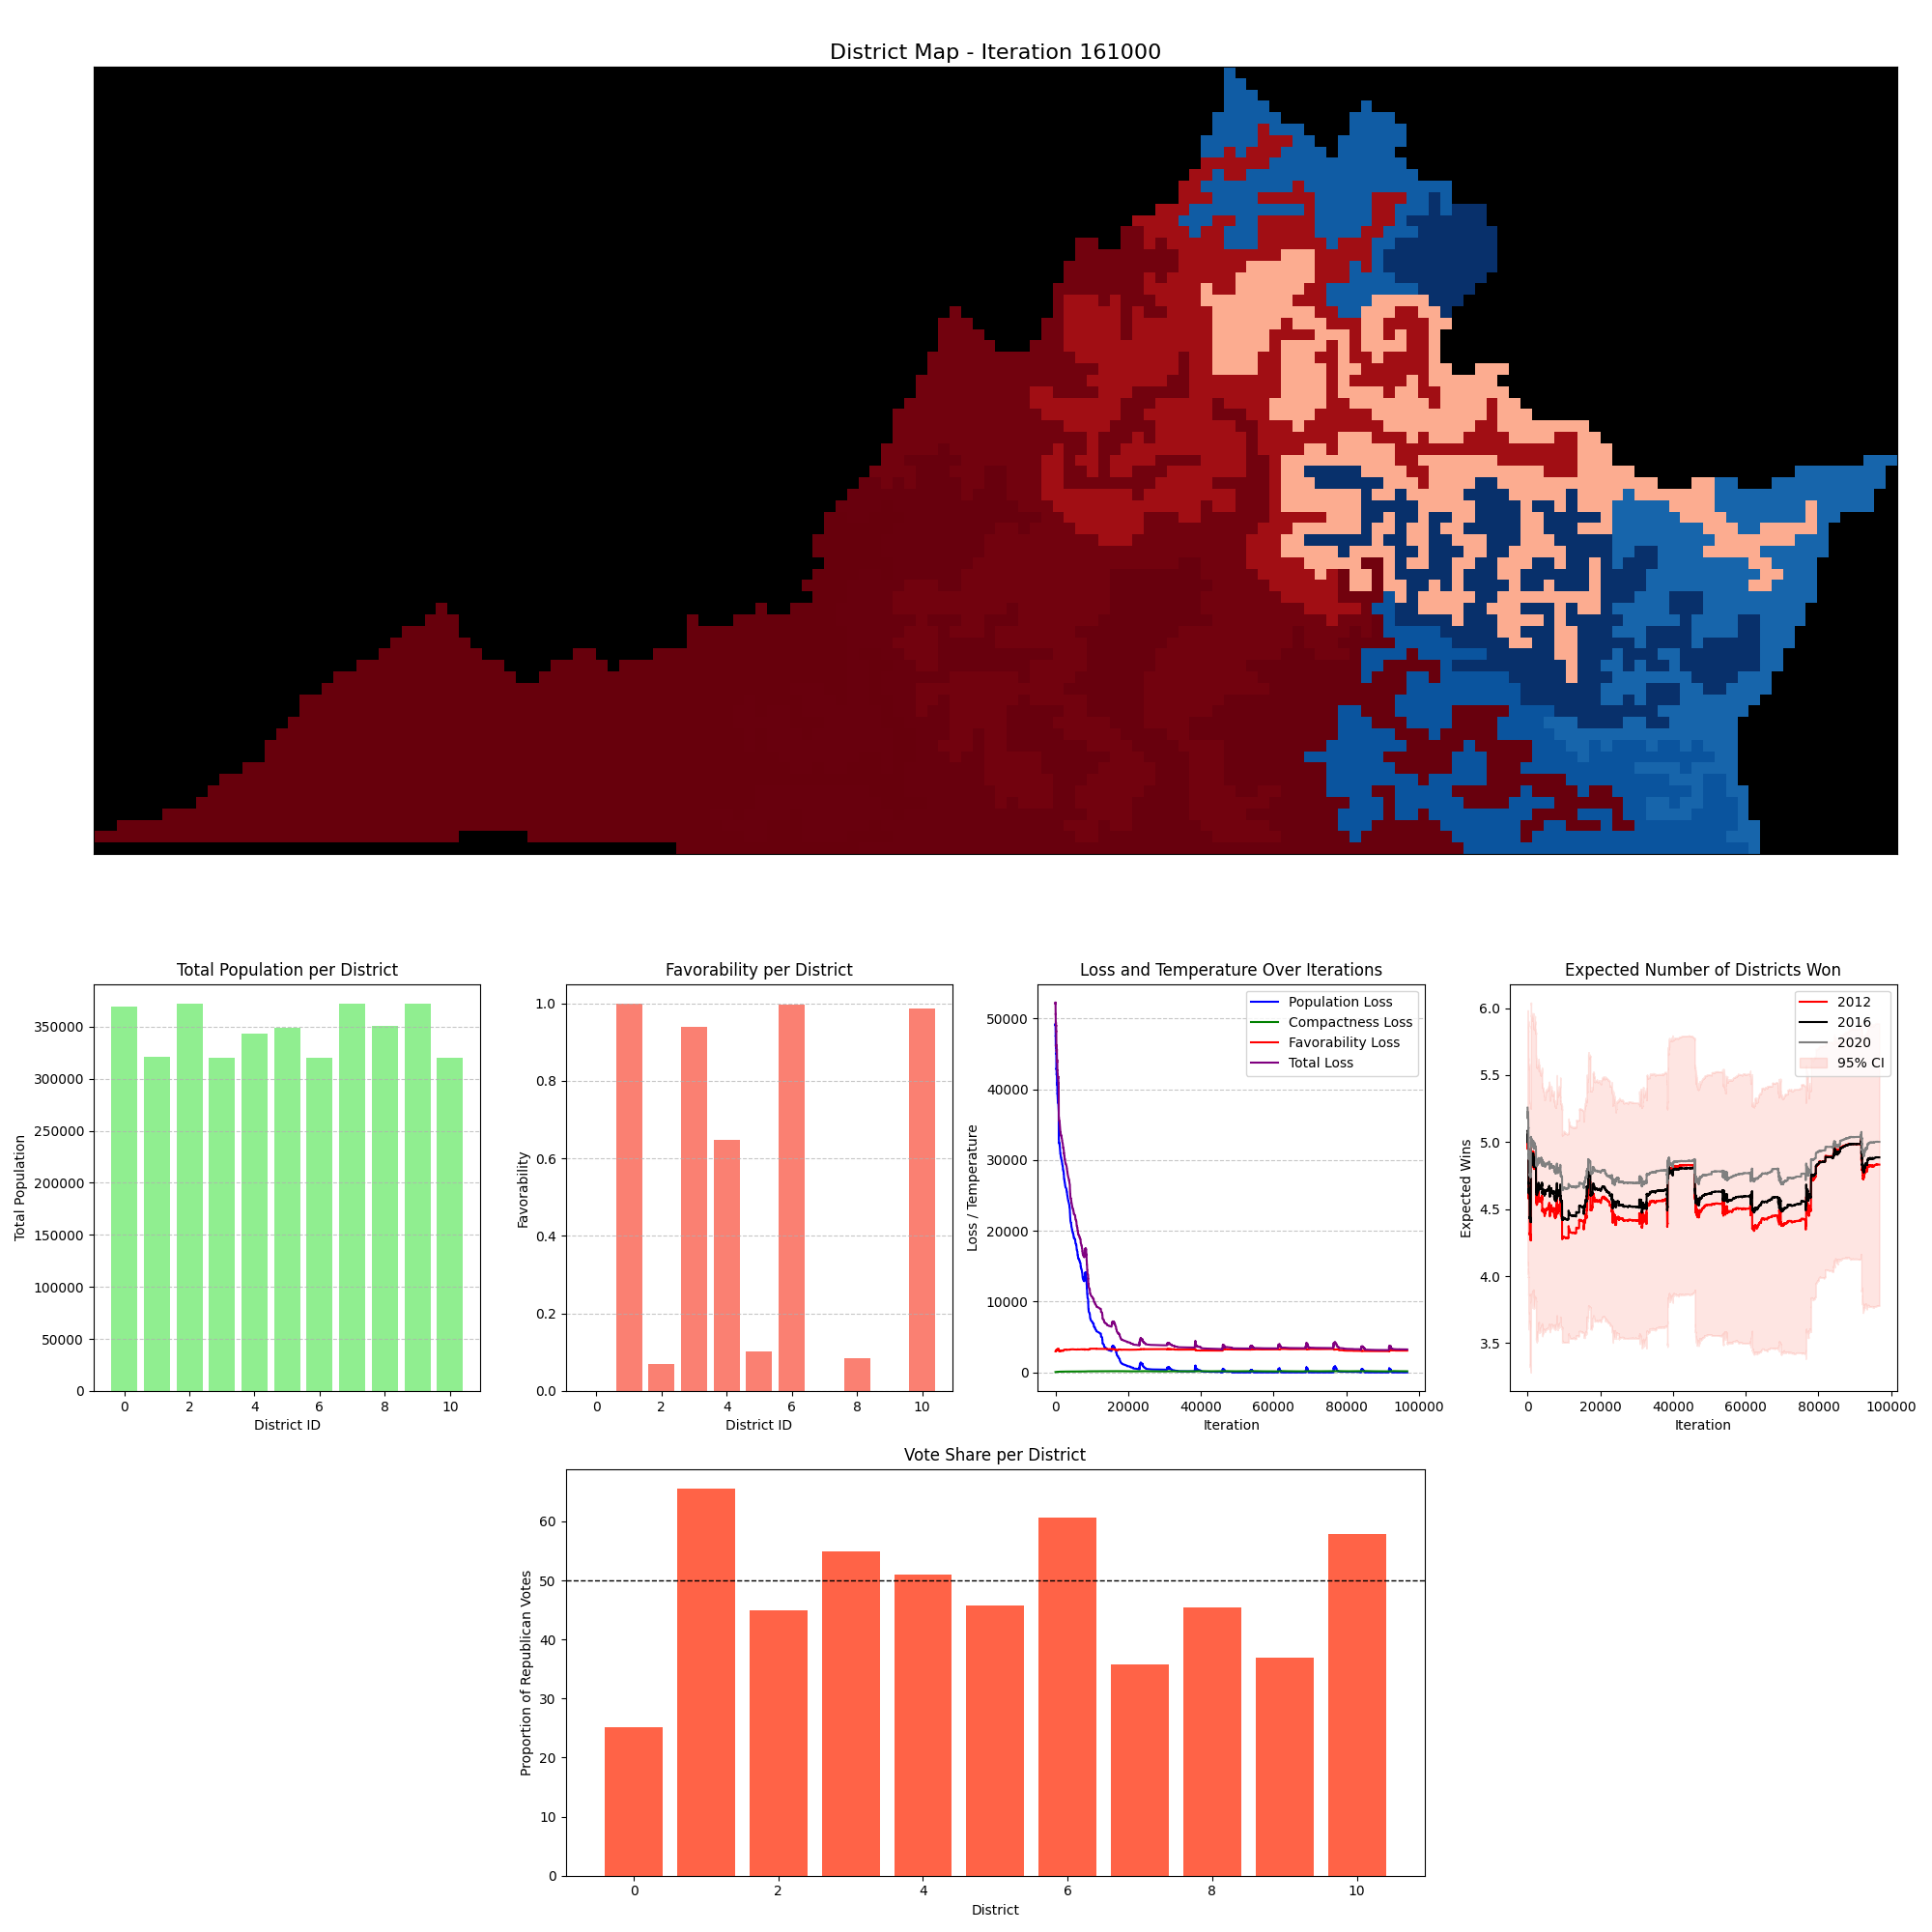 District Map - Iteration 161000
Total Population per District
Total Population
350000
300000
250000
200000
150000
100000
50000
0
0 2 4 6 8 10
District ID
Favorability per District
Favorability
1.0
0.8
0.6
0.4
0.2
0.0
0 2 4 6 8 10
District ID
Loss and Temperature Over Iterations
Loss / Temperature
50000
40000
30000
20000
10000
0
Population Loss
Compactness Loss
Favorability Loss
Total Loss
0 20000 40000 60000 80000 100000
Iteration
Expected Number of Districts Won
Expected Wins
6.0
5.5
5.0
4.5
4.0
3.5
2012
2016
2020
95% CI
0 20000 40000 60000 80000 100000
Iteration
Vote Share per District
Proportion of Republican Votes
60
50
40
30
20
10
0
0 2 4 6 8 10
District